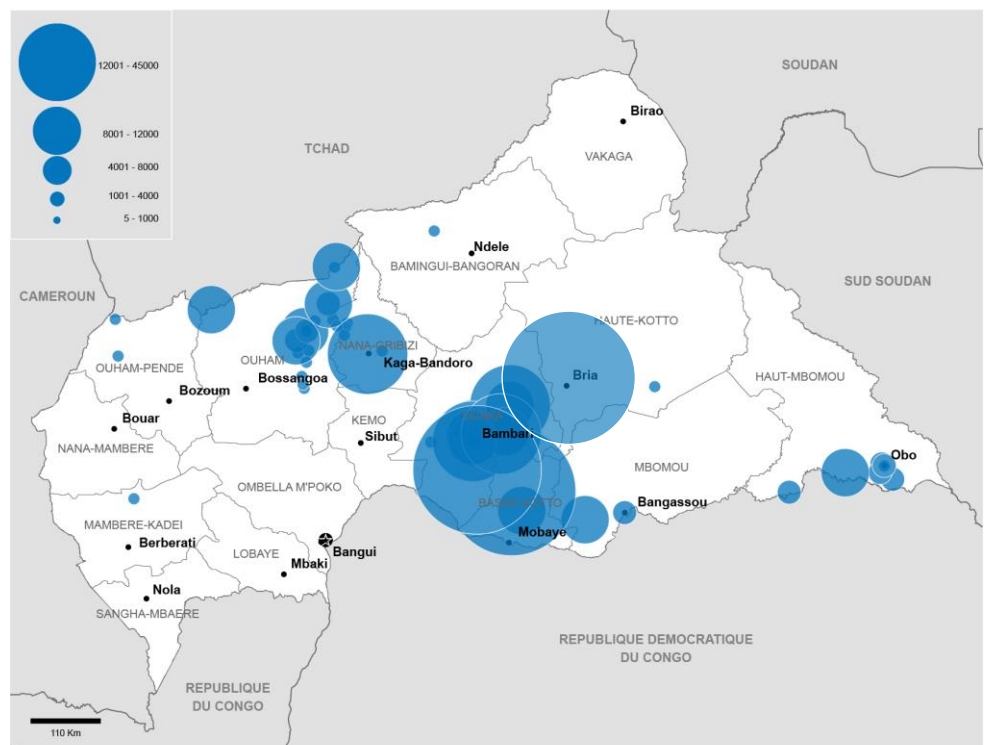 12001 - 45000
8001 - 12000
4001 - 8000
1001 - 4000
5 - 1000
SOUDAN
TCHAD
Birao
VAKAGA
Ndele
BAMINGUI-BANGORAN
CAMEROUN
SUD SOUDAN
HAUTE-KOTTO
NANA-GRIBIZI
Kaga-Bandoro
OUHAM
OUHAM-PENDE
Bossangoa
Bozoum
Bria
HAUT-MBOMOU
Bouar
KEMO
Sibut
Bambari
NANA-MAMBERE
Obo
MBOMOU
OMBELLA M'POKO
BASSE-KOTTO
Bangassou
MAMBERE-KADEI
Mobaye
Berberati
Bangui
LOBAYE
Mbaki
Nola
SANGHA-MBAERE
REPUBLIQUE DEMOCRATIQUE
DU CONGO
REPUBLIQUE
DU CONGO
110 Km